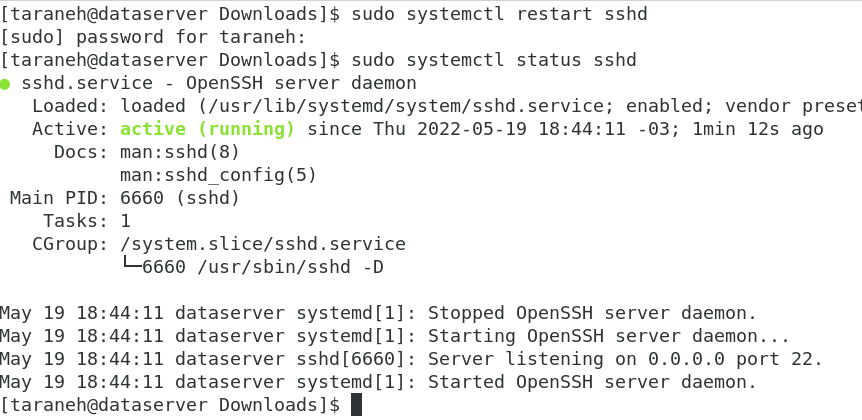 [taraneh@dataserver Downloads]$ sudo systemctl restart sshd
[sudo] password for taraneh:
[taraneh@dataserver Downloads]$ sudo systemctl status sshd
● sshd.service - OpenSSH server daemon
   Loaded: loaded (/usr/lib/systemd/system/sshd.service; enabled; vendor preset
   Active: active (running) since Thu 2022-05-19 18:44:11 -03; 1min 12s ago
     Docs: man:sshd(8)
           man:sshd_config(5)
 Main PID: 6660 (sshd)
    Tasks: 1
   CGroup: /system.slice/sshd.service
           └─6660 /usr/sbin/sshd -D
May 19 18:44:11 dataserver systemd[1]: Stopped OpenSSH server daemon.
May 19 18:44:11 dataserver systemd[1]: Starting OpenSSH server daemon...
May 19 18:44:11 dataserver sshd[6660]: Server listening on 0.0.0.0 port 22.
May 19 18:44:11 dataserver systemd[1]: Started OpenSSH server daemon.
[taraneh@dataserver Downloads]$